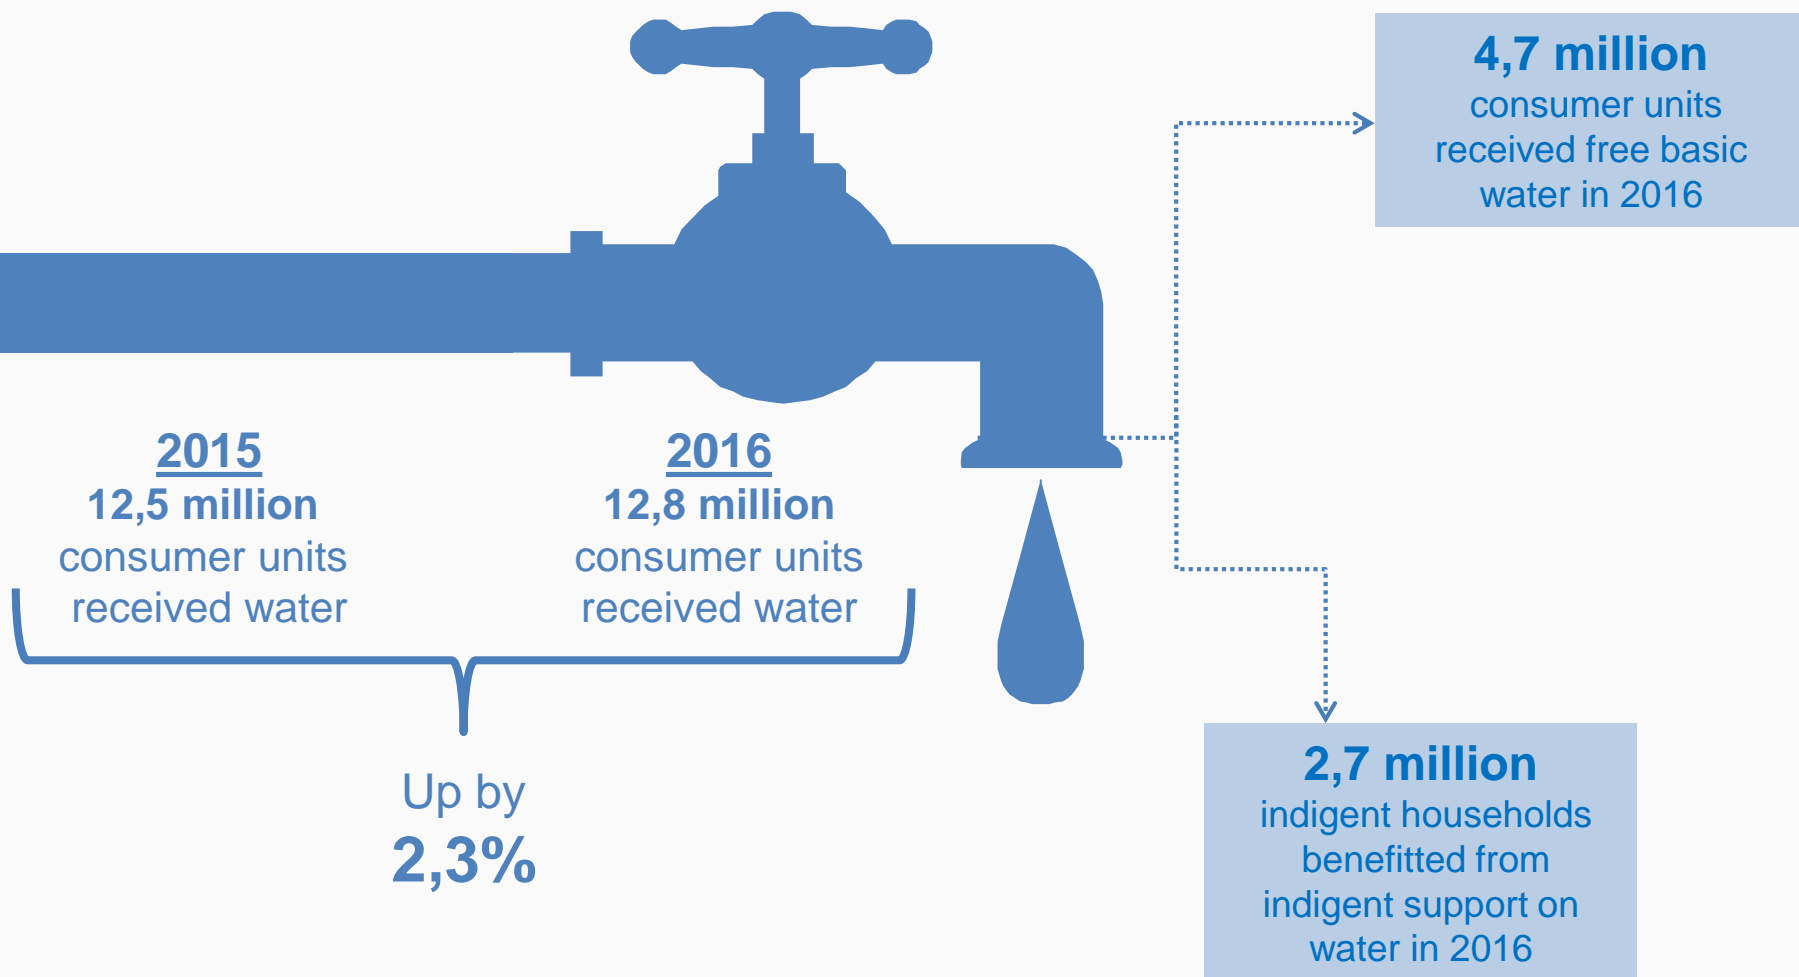 4,7 million
consumer units
received free basic
water in 2016
2015
12,5 million
consumer units
received water
2016
12,8 million
consumer units
received water
Up by
2,3%
2,7 million
indigent households
benefitted from
indigent support on
water in 2016